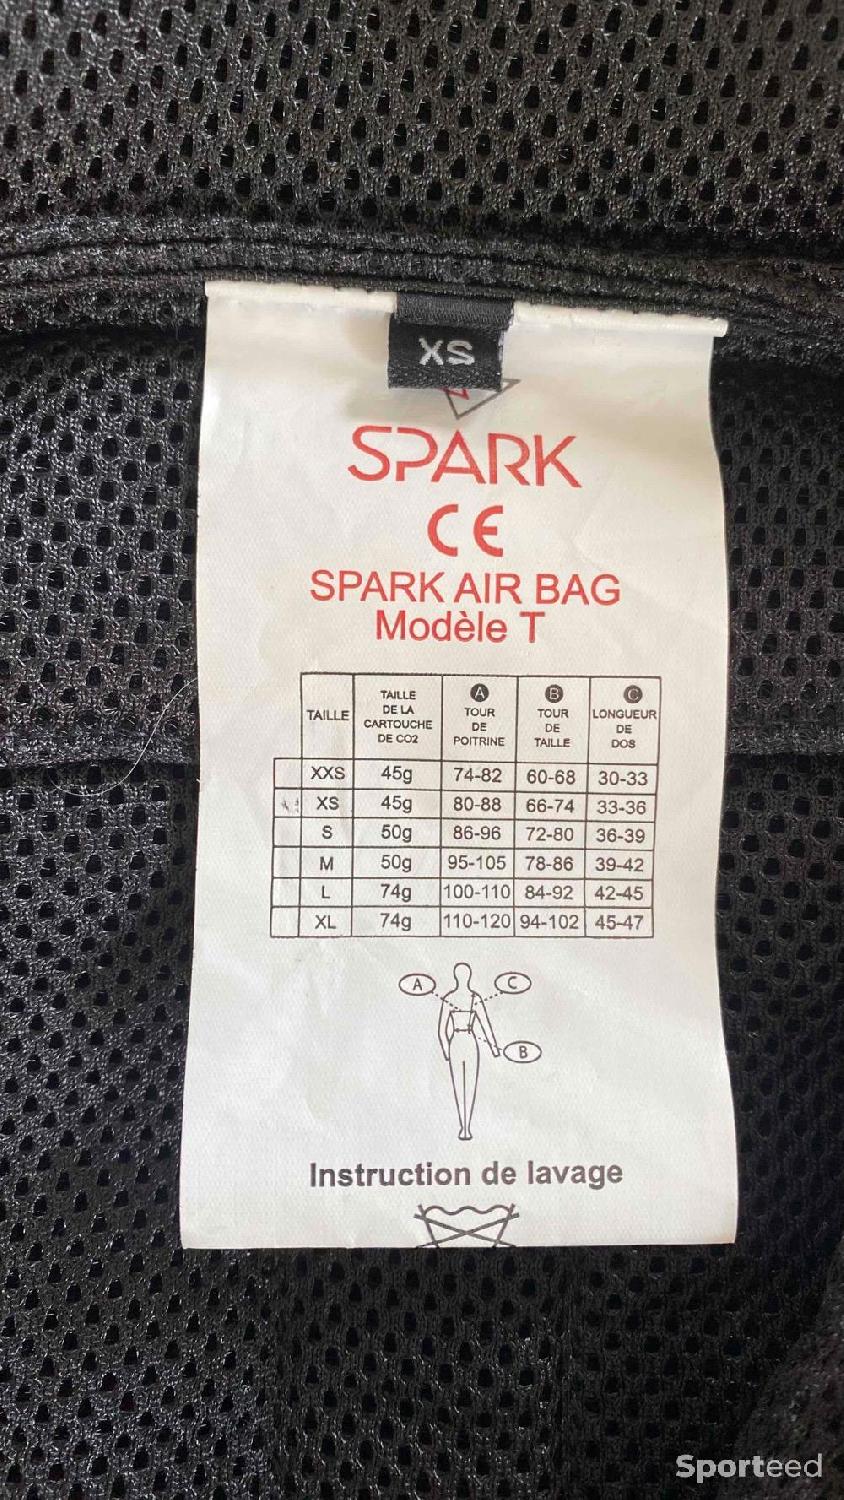 XS
SPARK
CE
SPARK AIR BAG
Modèle T
TAILLE
TAILLE
DE LA
CARTOUCHE
DE CO2
A
TOUR
DE
POITRINE
B
TOUR
DE
TAILLE
C
LONGUEUR
DE
DOS
XXS 45g 74-82 60-68 30-33
XS 45g 80-88 66-74 33-36
S 50g 86-96 72-80 36-39
M 50g 95-105 78-86 39-42
L 74g 100-110 84-92 42-45
XL 74g 110-120 94-102 45-47
A
C
B
Instruction de lavage
Sporteed